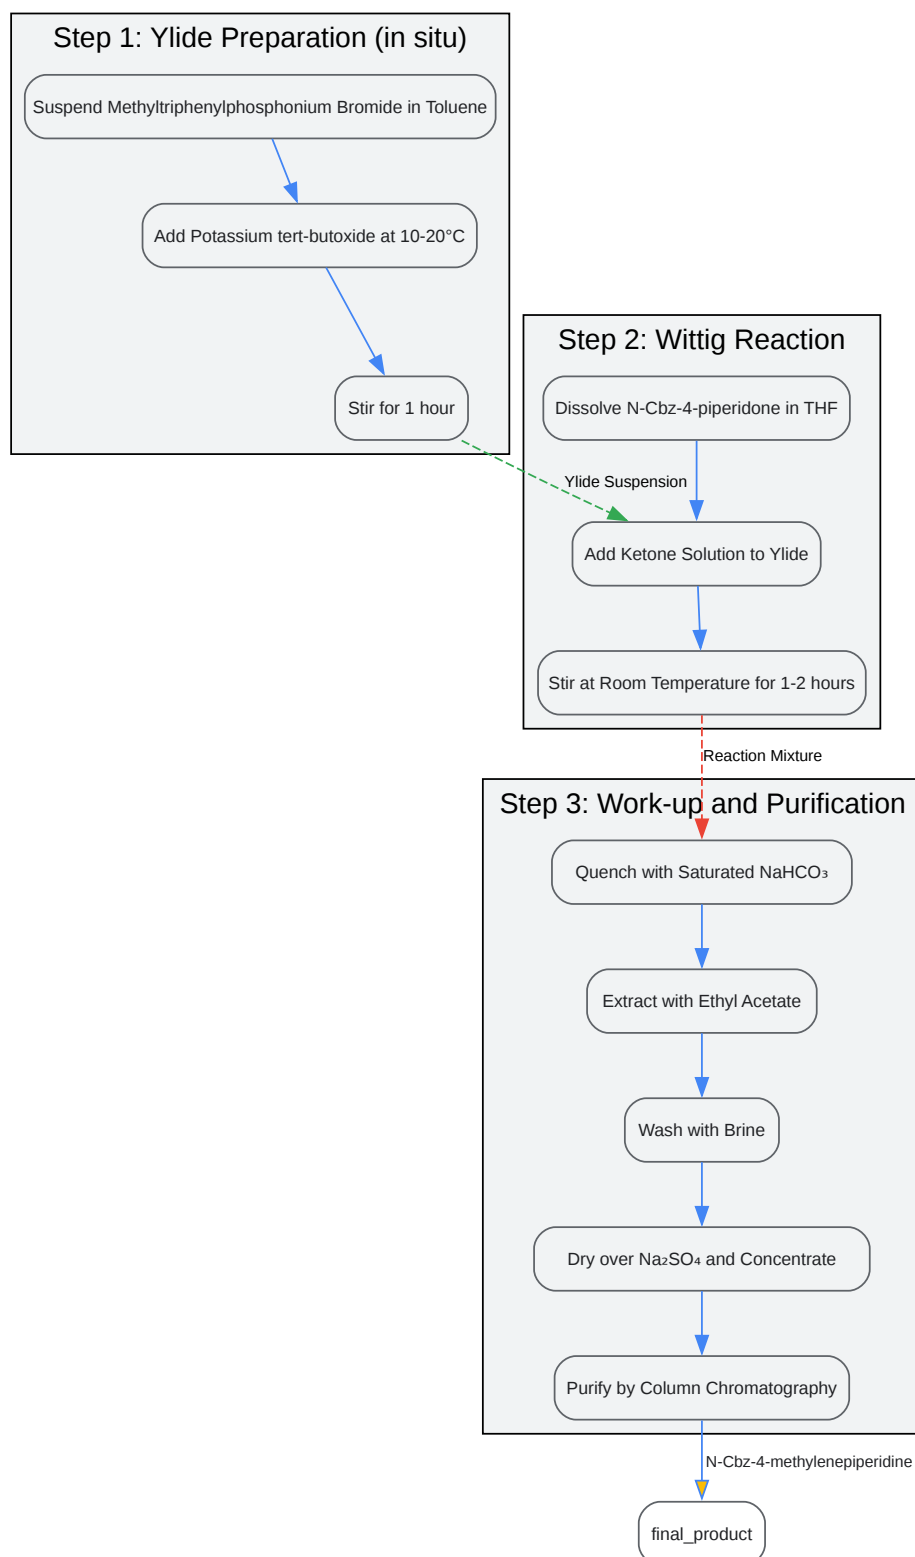 Step 1: Ylide Preparation (in situ)
Suspend Methyltriphenylphosphonium Bromide in Toluene
Add Potassium tert-butoxide at 10-20°C
Stir for 1 hour
Step 2: Wittig Reaction
Dissolve N-Cbz-4-piperidone in THF
Ylide Suspension
Add Ketone Solution to Ylide
Stir at Room Temperature for 1-2 hours
Reaction Mixture
Step 3: Work-up and Purification
Quench with Saturated NaHCO₃
Extract with Ethyl Acetate
Wash with Brine
Dry over Na₂SO₄ and Concentrate
Purify by Column Chromatography
N-Cbz-4-methylenepiperidine
final_product